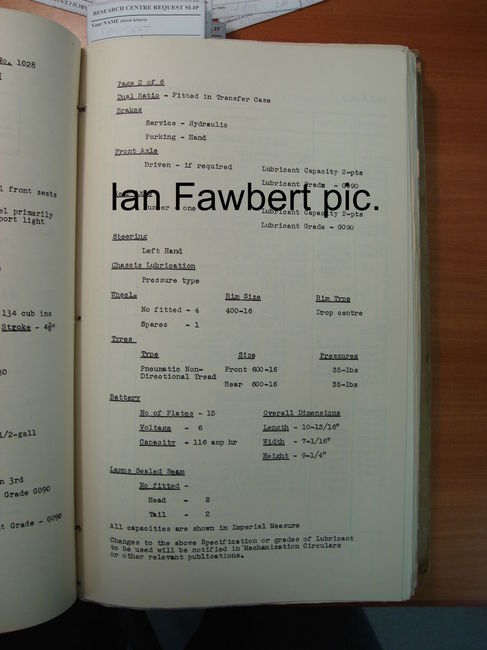 RESEARCH CENTRE REQUEST SLIP
Your NAME (block letters)
No. 1028
l front seats
el primarily
port light
134 cub ins
Stroke - 4⅜"
1/2-gall
n 3rd
Grade G090
t Grade - G090
Page 2 of 6
Dual Ratio - Fitted in Transfer Case
Brakes
Service - Hydraulic
Parking - Hand
Front Axle
Driven - if required
Lubricant Capacity 2-pts
Lubricant Grade - G090
Ian Fawbert pic.
Number - one
Lubricant Capacity 2-pts
Lubricant Grade - G090
Steering
Left Hand
Chassis Lubrication
Pressure type
Wheels Rim Size Rim Type
No fitted - 4 400-16 Drop centre
Spares - 1
Tyres
Type Size Pressures
Pneumatic Non- Front 600-16 35-lbs
Directional Tread
Rear 600-16 35-lbs
Battery
No of Plates - 15 Overall Dimensions
Voltage - 6 Length - 10-13/16"
Capacity - 116 amp hr Width - 7-1/16"
Height - 9-1/4"
Lamps Sealed Beam
No fitted -
Head - 2
Tail - 2
All capacities are shown in Imperial Measure
Changes to the above Specification or grades of Lubricant
to be used will be notified in Mechanization Circulars
or other relevant publications.